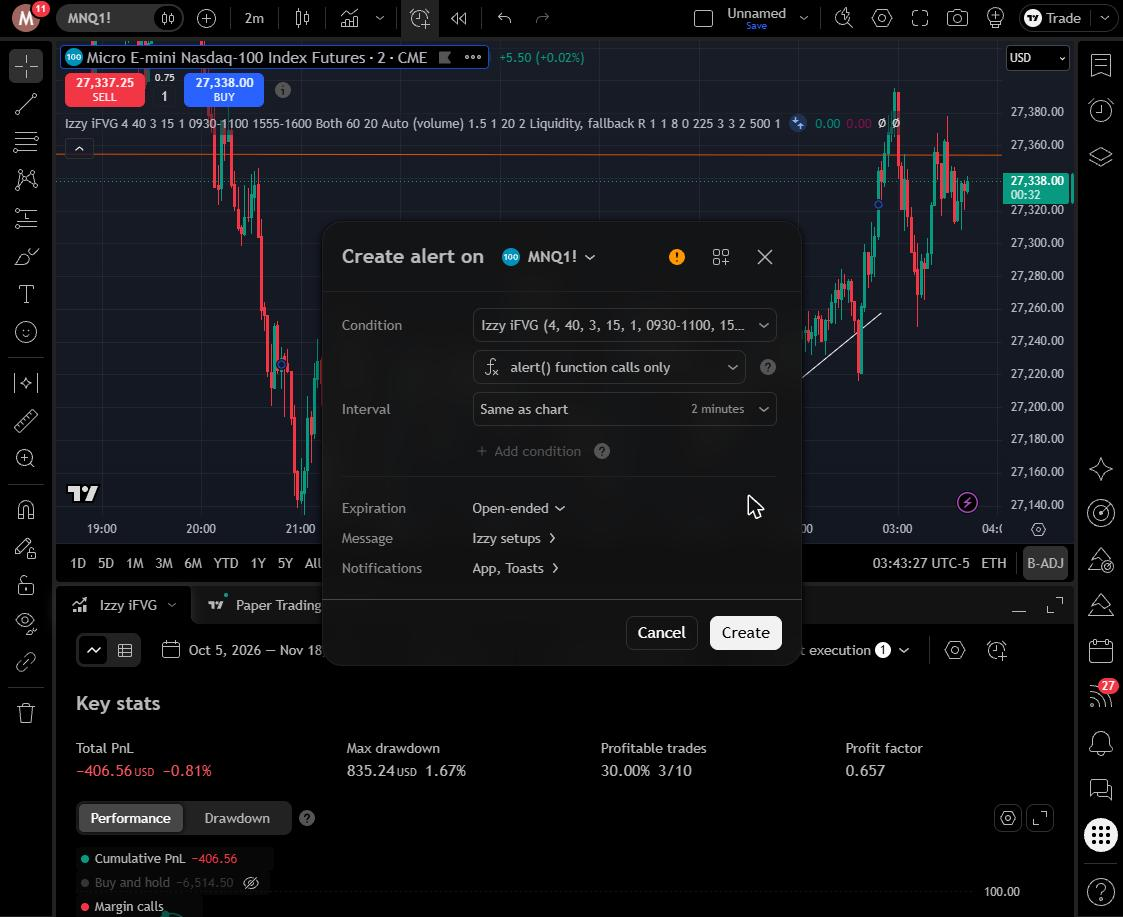 M
11
MNQ1!
2m
Unnamed
Save
Trade
100 Micro E-mini Nasdaq-100 Index Futures · 2 · CME
+5.50 (+0.02%)
USD
27,337.25
SELL
0.75
1
27,338.00
BUY
Izzy iFVG 4 40 3 15 1 0930-1100 1555-1600 Both 60 20 Auto (volume) 1.5 1 20 2 Liquidity, fallback R 1 1 8 0 225 3 3 2 500 1
0.00 0.00 Ø Ø
27,380.00
27,360.00
27,338.00
00:32
27,320.00
27,300.00
27,280.00
27,260.00
27,240.00
27,220.00
27,200.00
27,180.00
27,160.00
27,140.00
Create alert on 100 MNQ1!
Condition
Izzy iFVG (4, 40, 3, 15, 1, 0930-1100, 15...
alert() function calls only
Interval
Same as chart
2 minutes
+ Add condition
Expiration
Open-ended
Message
Izzy setups
Notifications
App, Toasts
Cancel
Create
19:00 20:00 21:00 03:00
1D 5D 1M 3M 6M YTD 1Y 5Y
03:43:27 UTC-5 ETH B-ADJ
Izzy iFVG
Paper Trading
Oct 5, 2026 — Nov 18,
execution 1
27
Key stats
Total PnL
−406.56 USD −0.81%
Max drawdown
835.24 USD 1.67%
Profitable trades
30.00% 3/10
Profit factor
0.657
Performance
Drawdown
Cumulative PnL −406.56
Buy and hold −6,514.50
Margin calls
100.00